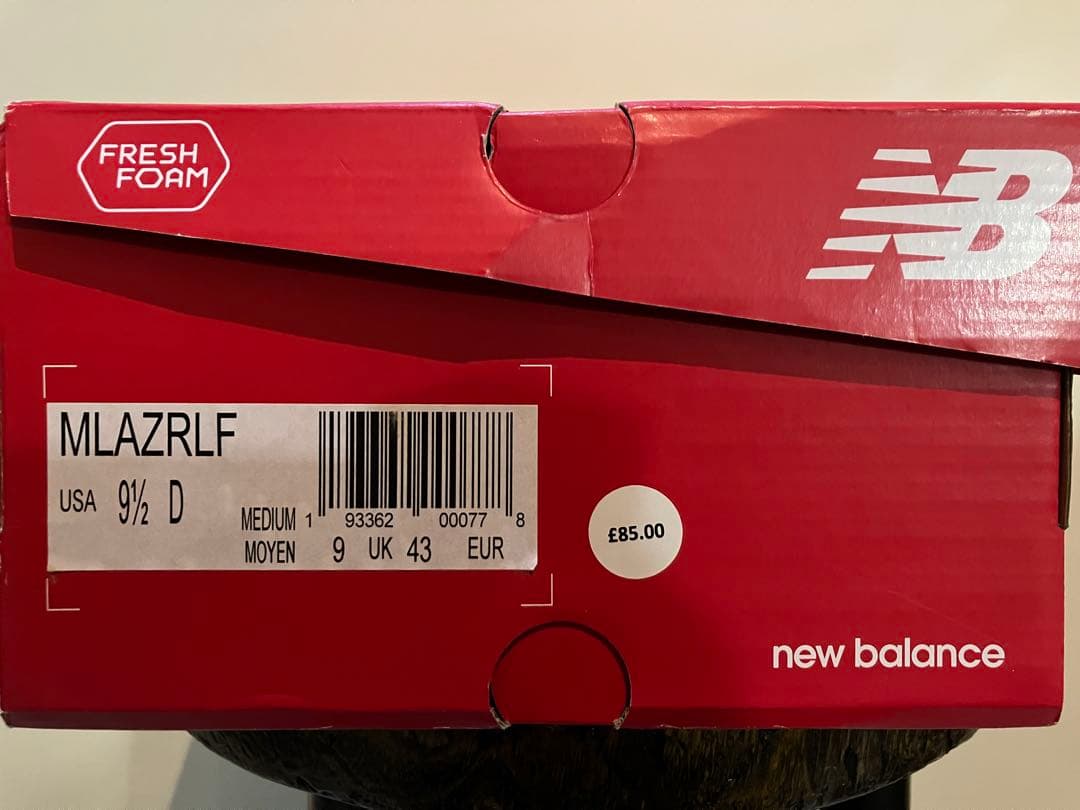 FRESH
FOAM
NB
MLAZRLF
USA 9½ D
MEDIUM
MOYEN
1 93362 00077 8
9 UK 43 EUR
£85.00
new balance